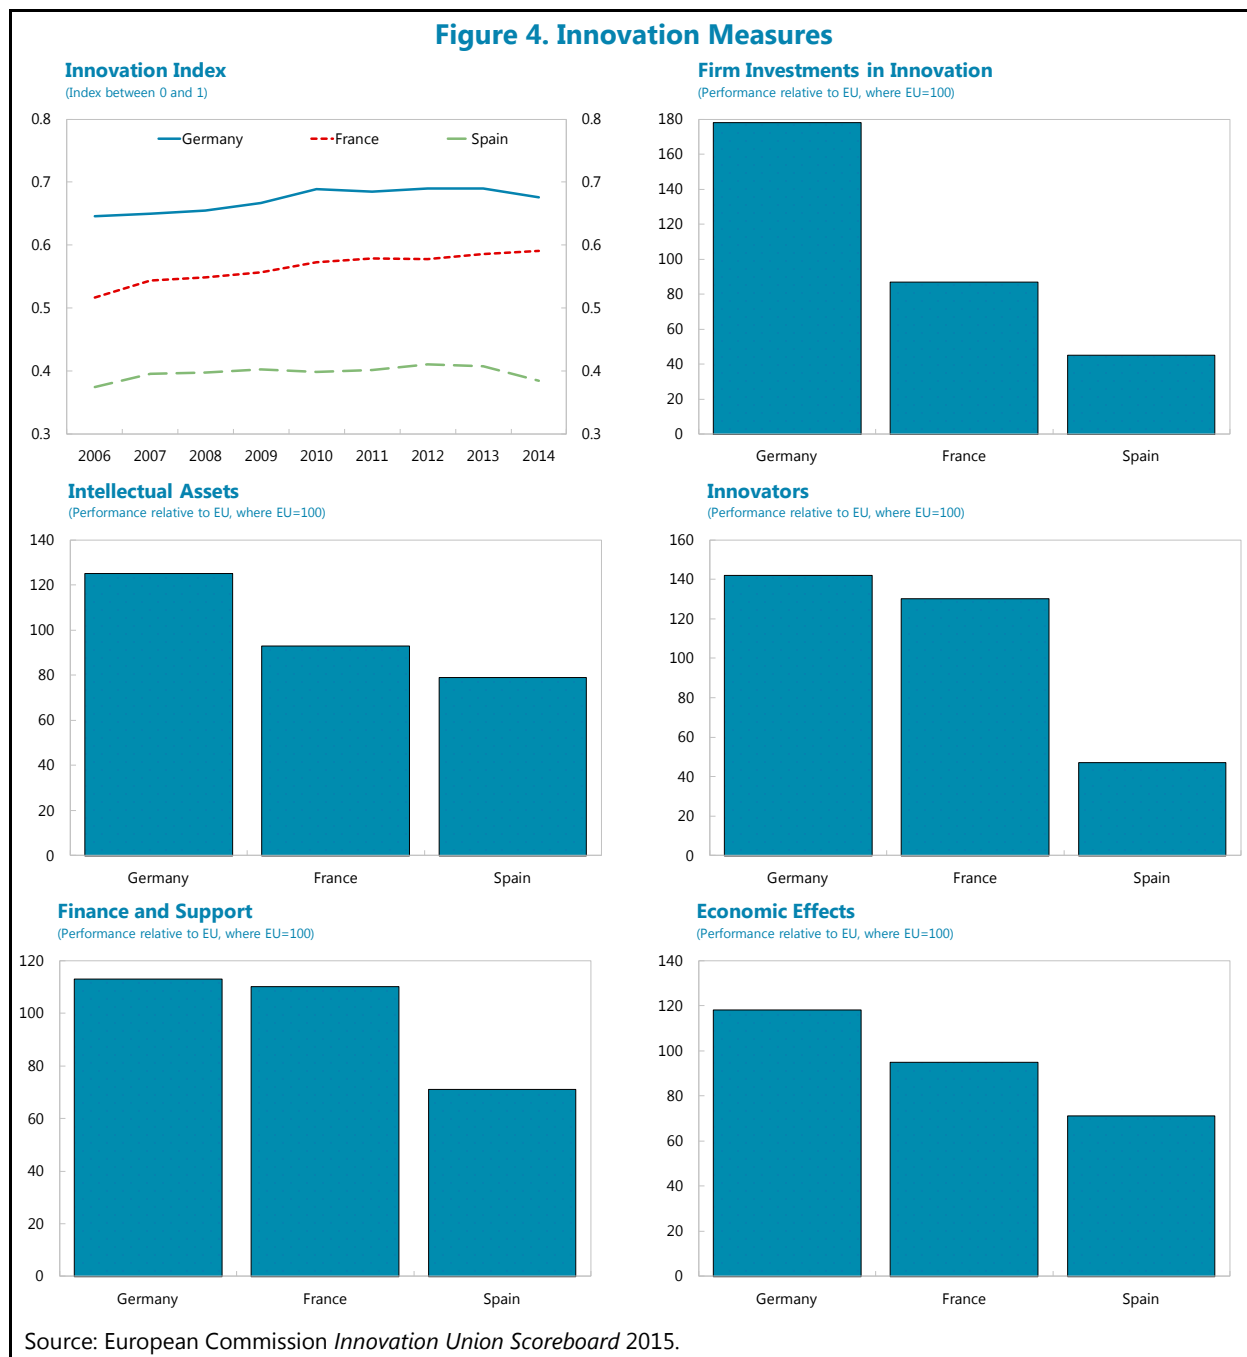 Figure 4. Innovation Measures
Innovation Index
(Index between 0 and 1)
0.8
0.7
0.6
0.5
0.4
0.3
Germany
France
Spain
0.8
0.7
0.6
0.5
0.4
0.3
2006 2007 2008 2009 2010 2011 2012 2013 2014
Firm Investments in Innovation
(Performance relative to EU, where EU=100)
180
160
140
120
100
80
60
40
20
0
Germany France Spain
Intellectual Assets
(Performance relative to EU, where EU=100)
140
120
100
80
60
40
20
0
Germany France Spain
Innovators
(Performance relative to EU, where EU=100)
160
140
120
100
80
60
40
20
0
Germany France Spain
Finance and Support
(Performance relative to EU, where EU=100)
120
100
80
60
40
20
0
Germany France Spain
Economic Effects
(Performance relative to EU, where EU=100)
140
120
100
80
60
40
20
0
Germany France Spain
Source: European Commission Innovation Union Scoreboard 2015.